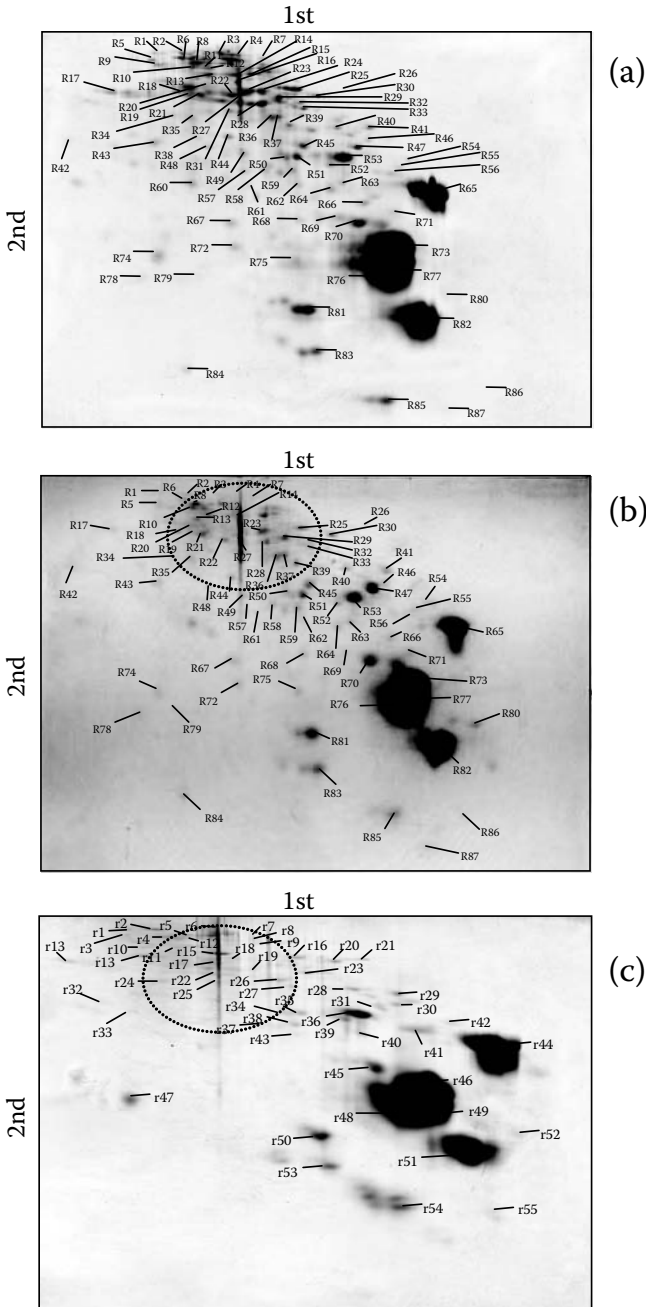 1st
(a)
2nd
R1 R2 R6 R8 R3 R4 R7 R14
R5 R11 R15
R9 R12 R16 R24
R10 R23 R25 R26
R17 R18 R13 R22 R30
R20 R29
R19 R21 R32
R28 R39 R33
R34 R35 R27 R36 R40
R43 R37 R45 R41 R46
R42 R38 R44 R47 R54
R48 R31 R50 R53 R55
R49 R51 R52 R56
R60 R59 R63 R65
R57 R58 R62 R64
R61 R66
R67 R68 R69 R71
R70
R72 R73
R74 R75
R78 R79 R76 R77
R80
R81 R82
R83
R84
R86
R85 R87
1st
(b)
2nd
R1 R6 R2 R3 R4 R7
R5 R8 R14
R12
R17 R10 R13 R23 R25 R26
R18 R30
R20 R19 R21 R29
R34 R22 R27 R32
R35 R28 R37 R39 R33 R41
R42 R43 R36 R40 R46
R44 R50 R45 R47 R54
R48 R49 R51 R53 R55
R57 R58 R52 R56
R61 R59 R62 R63 R66 R65
R64
R67 R68 R69 R71
R74 R75 R70 R73
R72 R77
R78 R79 R76 R80
R81
R82
R83
R84
R85 R86
R87
1st
(c)
2nd
r2 r5 r6 r7 r8
r1 r4 r12 r9
r3 r10 r15 r18 r16 r20 r21
r13 r13 r11 r17 r19 r23
r24 r22 r26
r25 r27 r28 r29
r32 r34 r35 r31 r30
r33 r38 r36 r42
r37 r43 r39 r40 r41 r44
r45 r46
r47
r48 r49
r50 r52
r51
r53
r54 r55